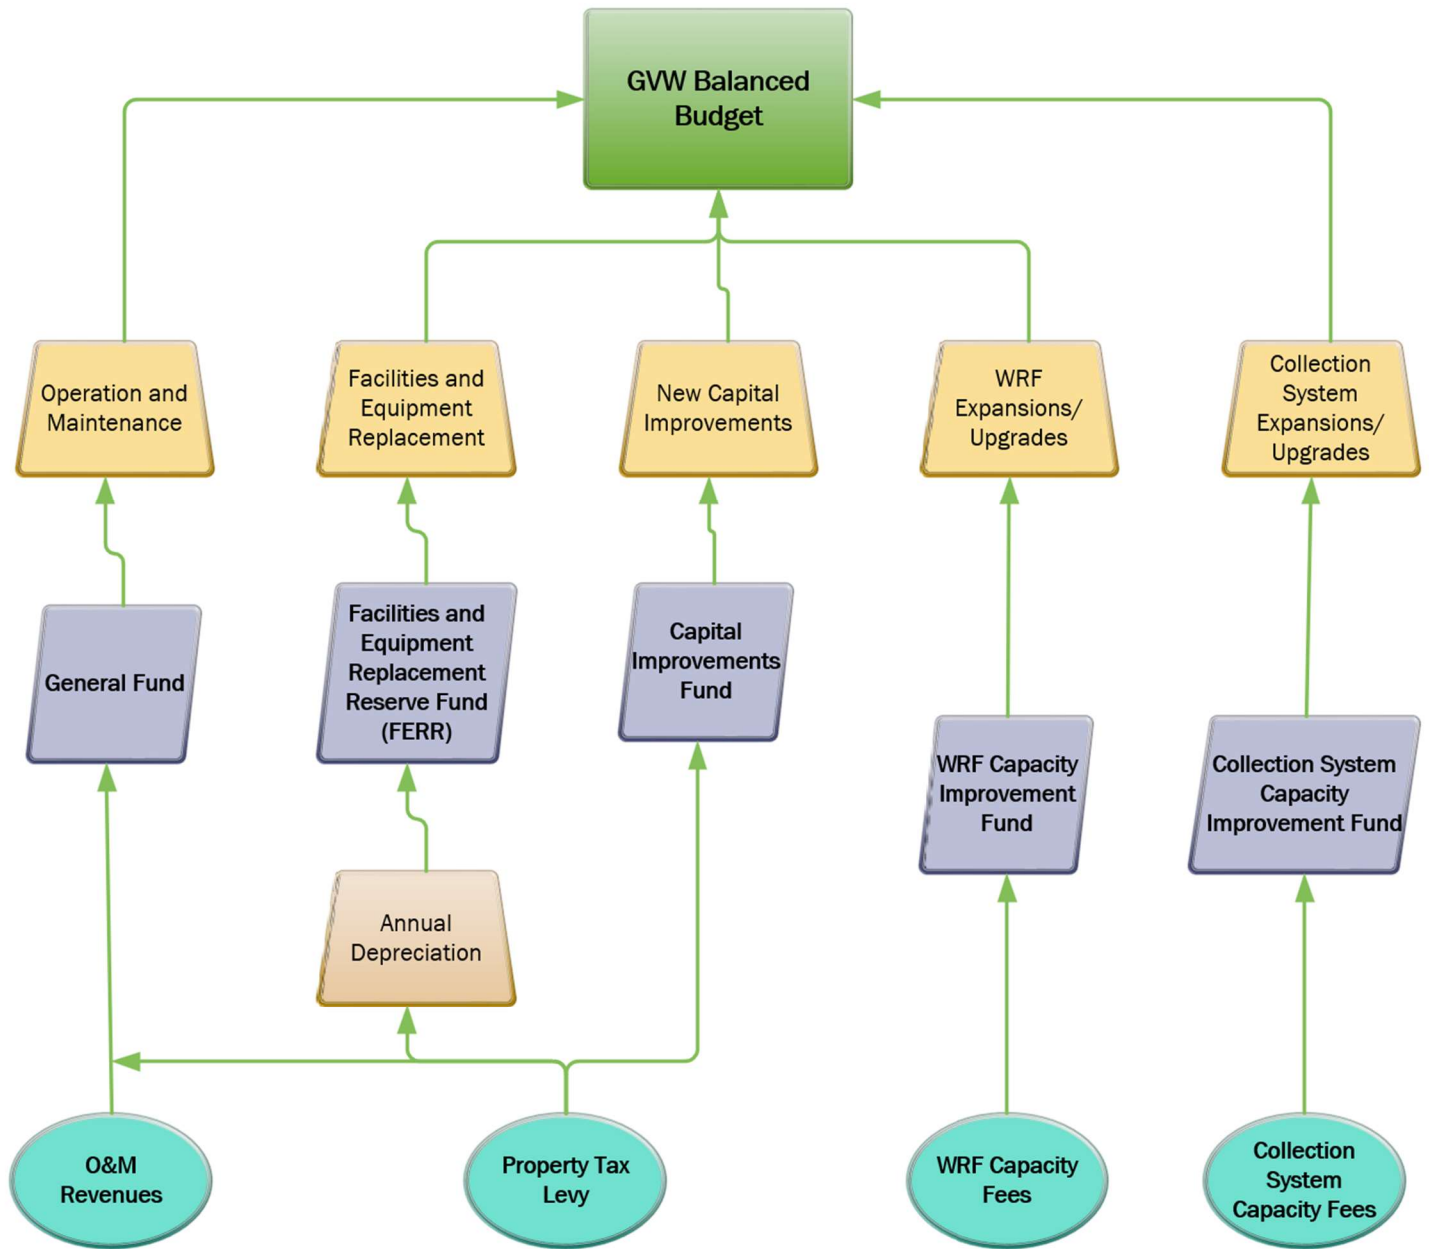 GVW Balanced
Budget
Operation and
Maintenance
Facilities and
Equipment
Replacement
New Capital
Improvements
WRF
Expansions/
Upgrades
Collection
System
Expansions/
Upgrades
General Fund
Facilities and
Equipment
Replacement
Reserve Fund
(FERR)
Capital
Improvements
Fund
WRF Capacity
Improvement
Fund
Collection System
Capacity
Improvement Fund
Annual
Depreciation
O&M
Revenues
Property Tax
Levy
WRF Capacity
Fees
Collection
System
Capacity Fees